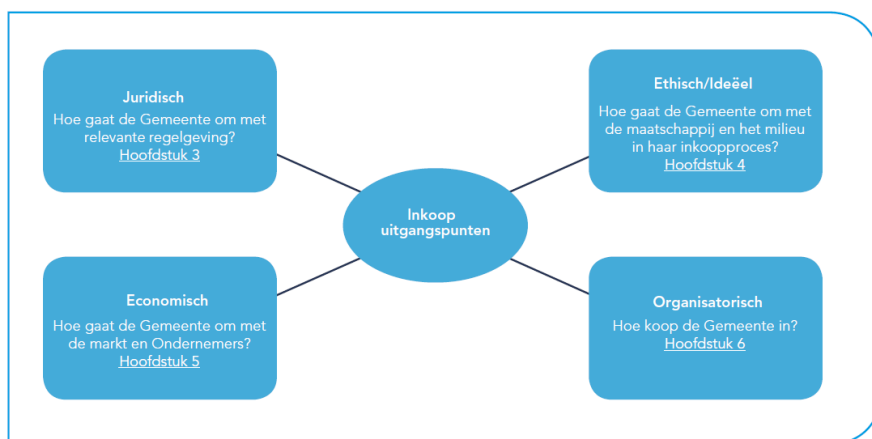 Juridisch
Hoe gaat de Gemeente om met
relevante regelgeving?
Hoofdstuk 3
Ethisch/Ideëel
Hoe gaat de Gemeente om met
de maatschappij en het milieu
in haar inkoopproces?
Hoofdstuk 4
Inkoop
uitgangspunten
Economisch
Hoe gaat de Gemeente om met
de markt en Ondernemers?
Hoofdstuk 5
Organisatorisch
Hoe koop de Gemeente in?
Hoofdstuk 6